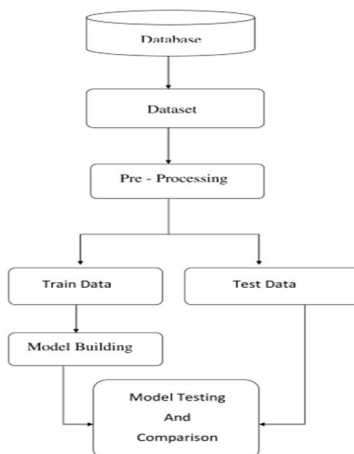 Database
Dataset
Pre - Processing
Train Data
Test Data
Model Building
Model Testing
And
Comparison